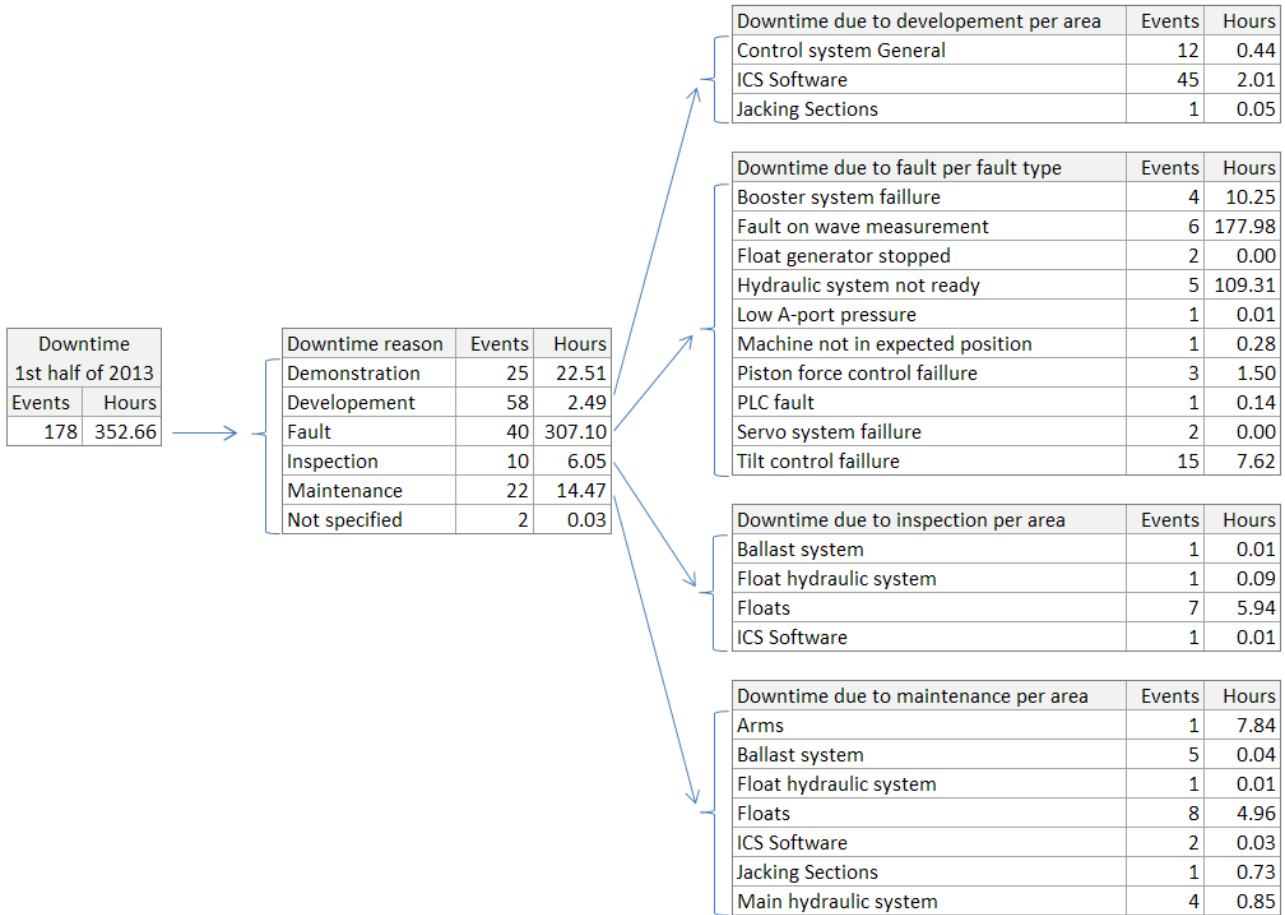 Downtime
1st half of 2013
Events Hours
178 352.66
Downtime reason Events Hours
Demonstration 25 22.51
Developement 58 2.49
Fault 40 307.10
Inspection 10 6.05
Maintenance 22 14.47
Not specified 2 0.03
Downtime due to developement per area Events Hours
Control system General 12 0.44
ICS Software 45 2.01
Jacking Sections 1 0.05
Downtime due to fault per fault type Events Hours
Booster system faillure 4 10.25
Fault on wave measurement 6 177.98
Float generator stopped 2 0.00
Hydraulic system not ready 5 109.31
Low A-port pressure 1 0.01
Machine not in expected position 1 0.28
Piston force control faillure 3 1.50
PLC fault 1 0.14
Servo system faillure 2 0.00
Tilt control faillure 15 7.62
Downtime due to inspection per area Events Hours
Ballast system 1 0.01
Float hydraulic system 1 0.09
Floats 7 5.94
ICS Software 1 0.01
Downtime due to maintenance per area Events Hours
Arms 1 7.84
Ballast system 5 0.04
Float hydraulic system 1 0.01
Floats 8 4.96
ICS Software 2 0.03
Jacking Sections 1 0.73
Main hydraulic system 4 0.85